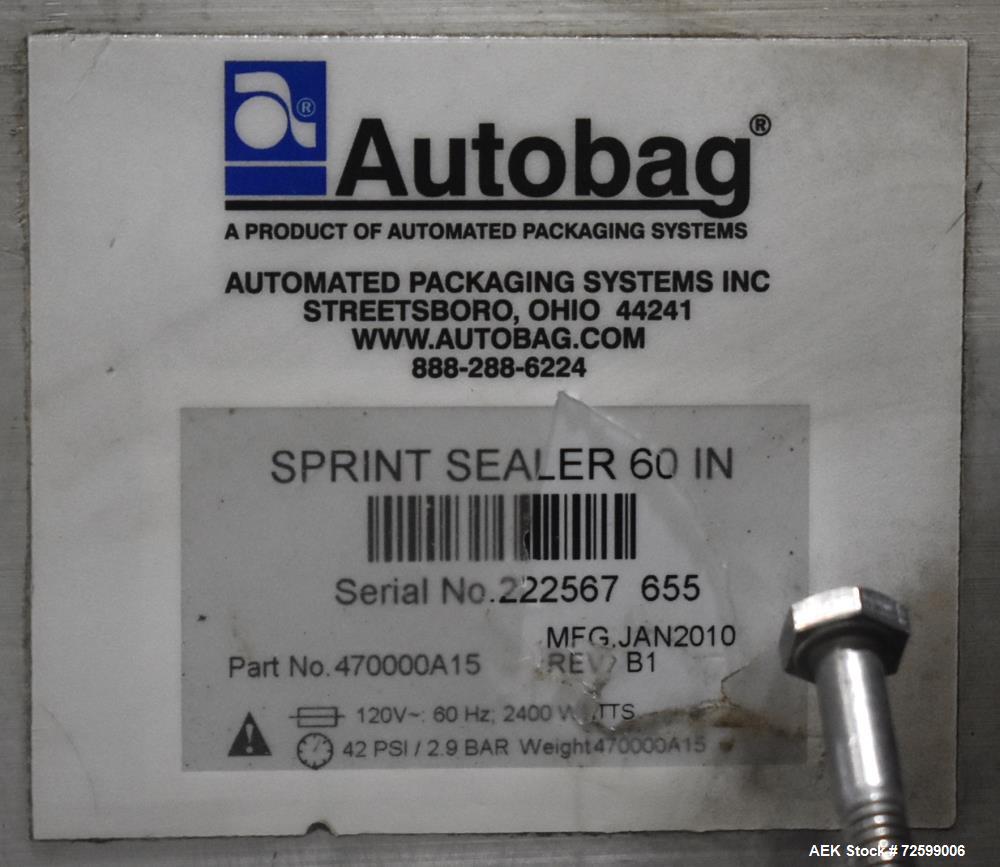 a®
Autobag®
A PRODUCT OF AUTOMATED PACKAGING SYSTEMS
AUTOMATED PACKAGING SYSTEMS INC
STREETSBORO, OHIO 44241
WWW.AUTOBAG.COM
888-288-6224
SPRINT SEALER 60 IN
Serial No.222567 655
MFG.JAN2010
Part No.470000A15 REV: B1
120V~: 60 Hz; 2400 WATTS
42 PSI / 2.9 BAR Weight470000A15
AEK Stock #72599006